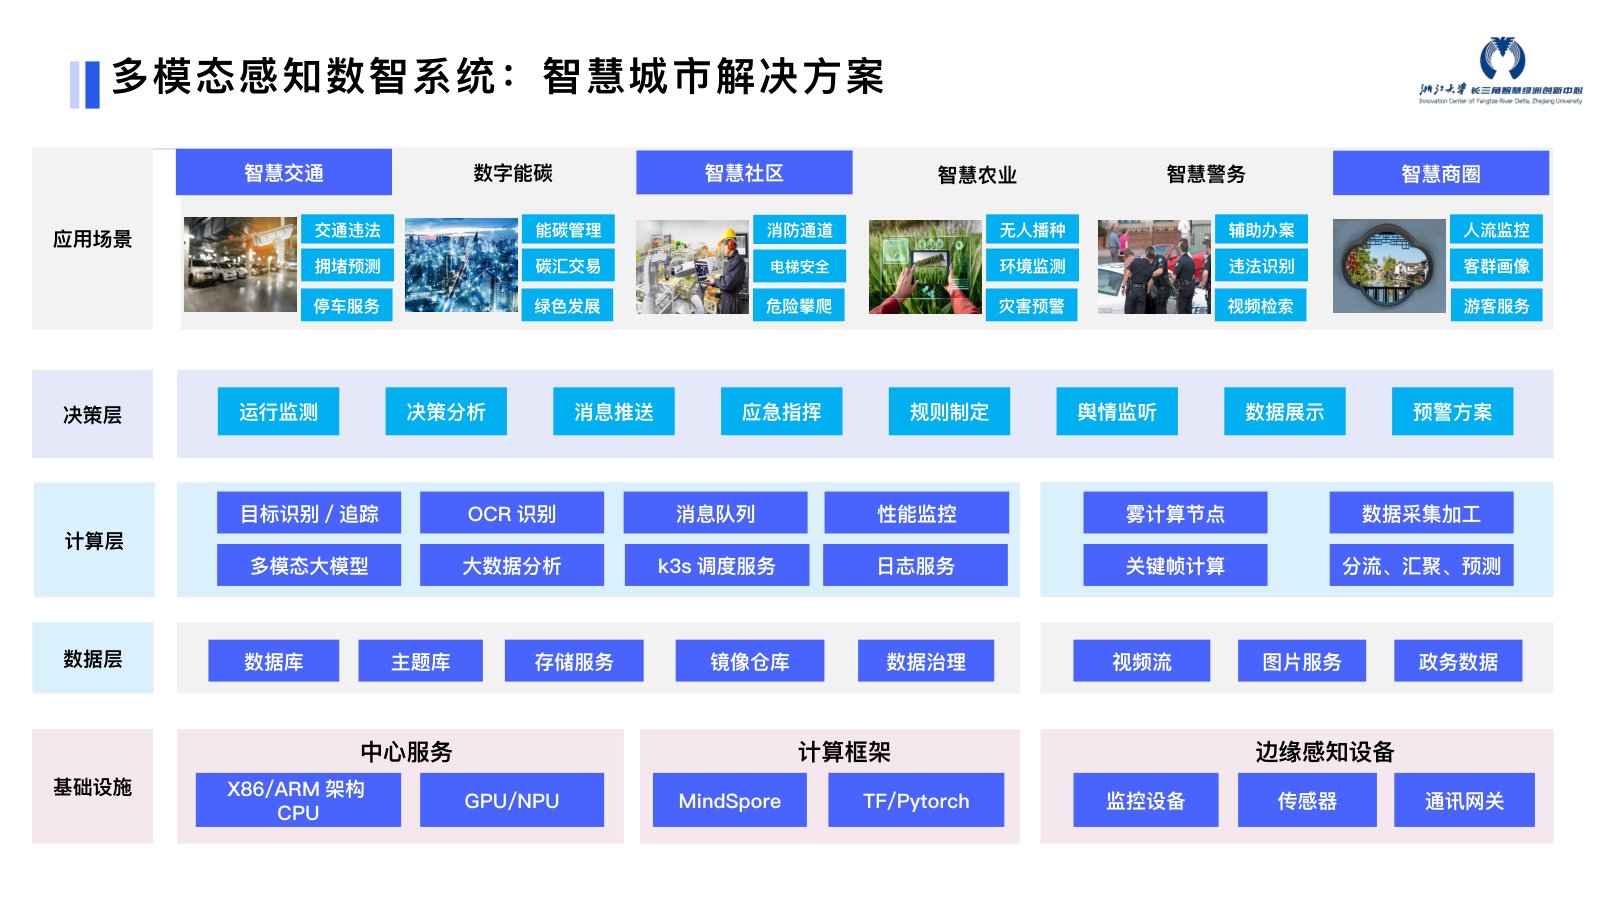 多模态感知数智系统：智慧城市解决方案
浙江大学 长三角智慧绿洲创新中心
Innovation Center of Yangtze River Delta, Zhejiang University
应用场景
智慧交通
交通违法
拥堵预测
停车服务
数字能碳
能碳管理
碳汇交易
绿色发展
智慧社区
消防通道
电梯安全
危险攀爬
智慧农业
无人播种
环境监测
灾害预警
智慧警务
辅助办案
违法识别
视频检索
智慧商圈
人流监控
客群画像
游客服务
决策层
运行监测
决策分析
消息推送
应急指挥
规则制定
舆情监听
数据展示
预警方案
计算层
目标识别 / 追踪
OCR 识别
消息队列
性能监控
雾计算节点
数据采集加工
多模态大模型
大数据分析
k3s 调度服务
日志服务
关键帧计算
分流、汇聚、预测
数据层
数据库
主题库
存储服务
镜像仓库
数据治理
视频流
图片服务
政务数据
基础设施
中心服务
X86/ARM 架构
CPU
GPU/NPU
计算框架
MindSpore
TF/Pytorch
边缘感知设备
监控设备
传感器
通讯网关